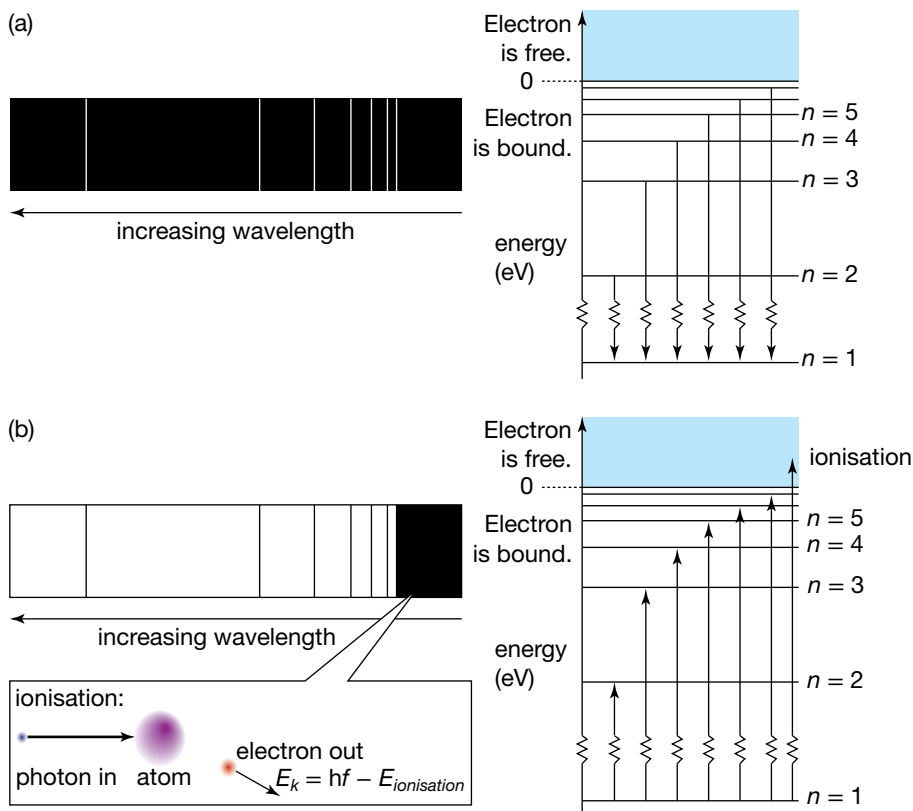 (a)
increasing wavelength
Electron
is free.
0
Electron
is bound.
energy
(eV)
n = 5
n = 4
n = 3
n = 2
n = 1
(b)
increasing wavelength
ionisation:
photon in
atom
electron out
E_k = hf – E_ionisation
Electron
is free.
0
Electron
is bound.
energy
(eV)
ionisation
n = 5
n = 4
n = 3
n = 2
n = 1